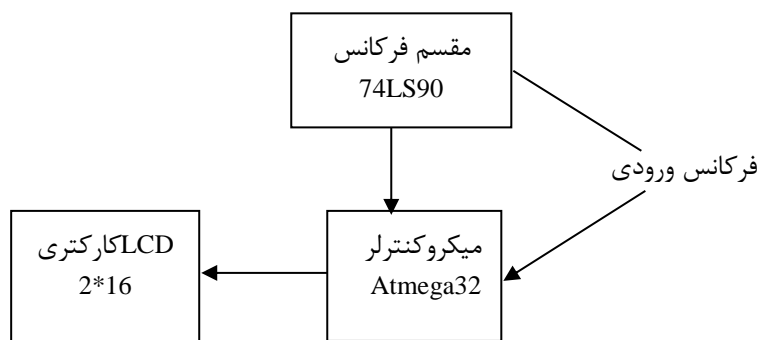 مقسم فرکانس
74LS90
فرکانس ورودی
میکروکنترلر
Atmega32
LCDکارکتری
2*16